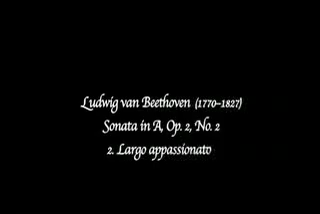 Ludwig van Beethoven (1770-1827)
Sonata in A, Op. 2, No. 2
2. Largo appassionato